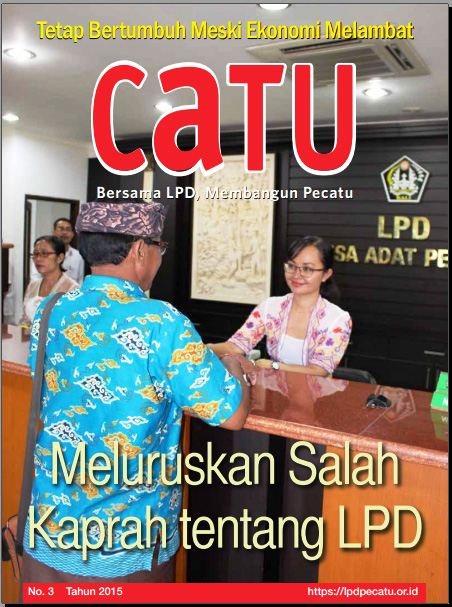 Tetap Bertumbuh Meski Ekonomi Melambat
CaTU
Bersama LPD, Membangun Pecatu
LPD
SA ADAT PE
Meluruskan Salah
Kaprah tentang LPD
No. 3 Tahun 2015
https://lpdpecatu.or.id